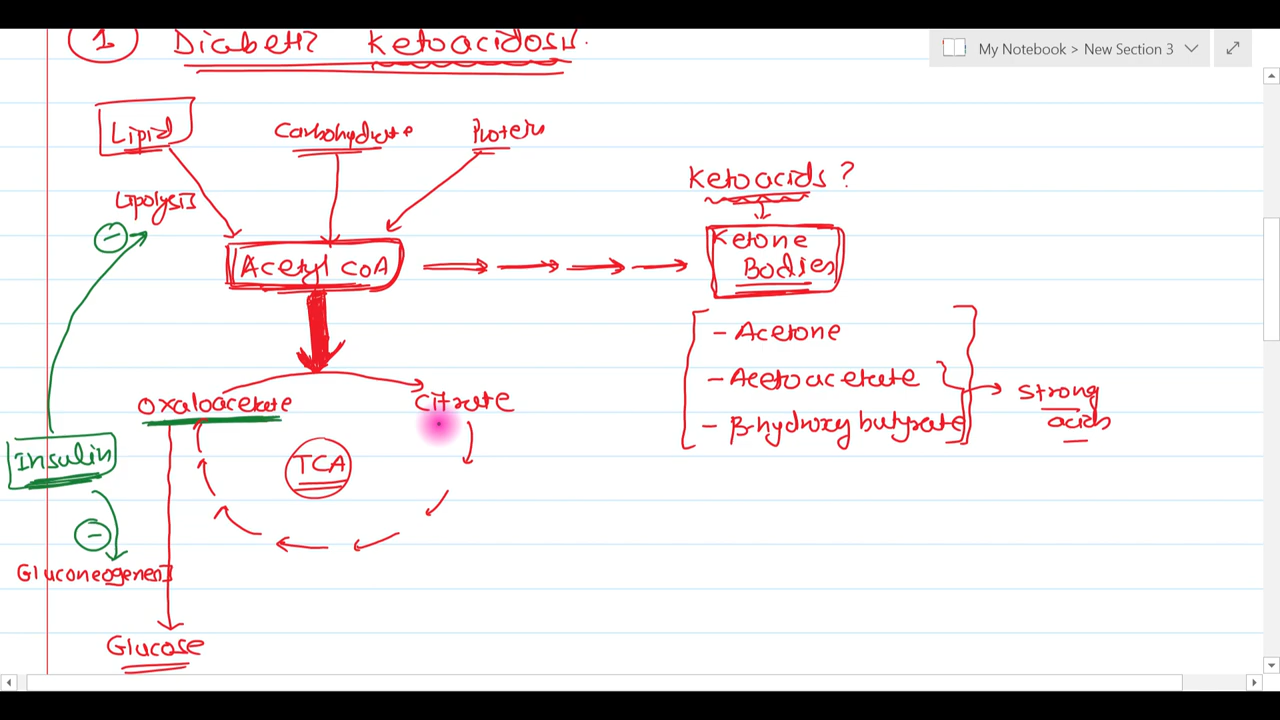 My Notebook > New Section 3
1 Diabetic Ketoacidosis.
Lipid Carbohydrate Protein
Ketoacids ?
Lipolysis
Ketone
Bodies
Acetyl CoA
- Acetone
- Acetoacetate
- β-hydroxy butyrate
strong
acids
Oxaloacetate Citrate
Insulin
TCA
Gluconeogenesis
Glucose